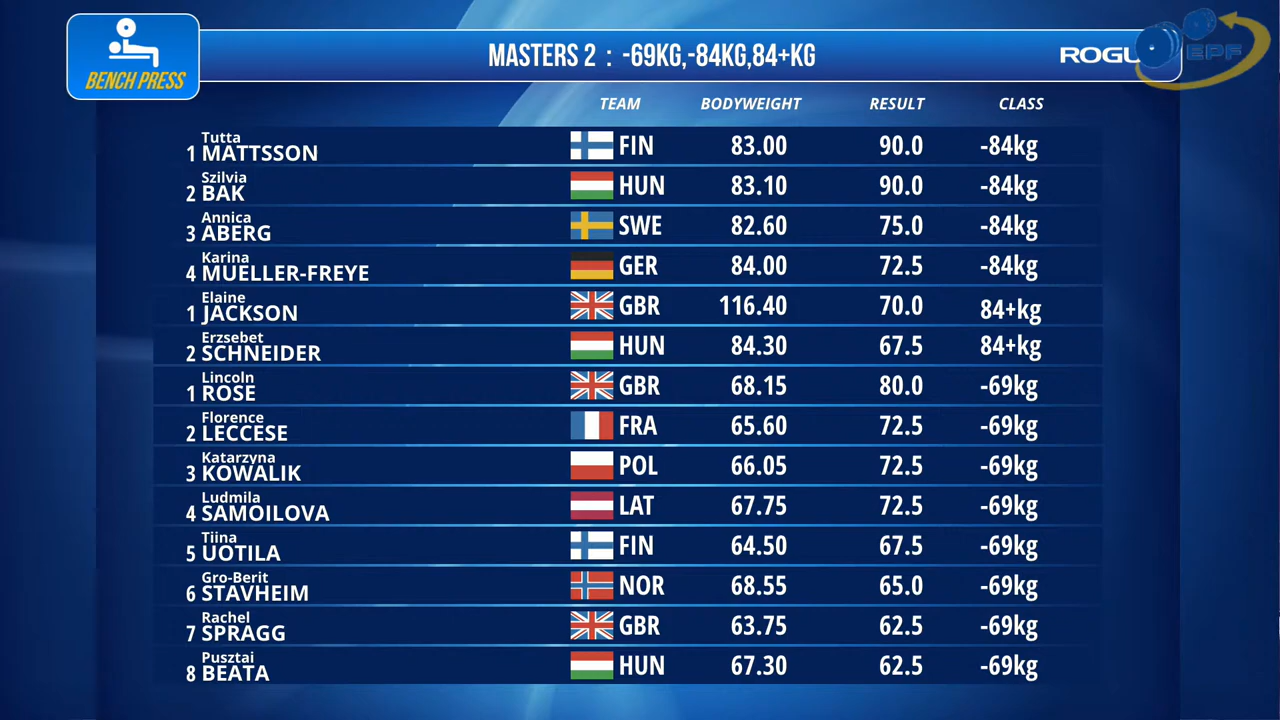 BENCH PRESS
MASTERS 2 : -69KG,-84KG,84+KG
ROGU
EPF
TEAM BODYWEIGHT RESULT CLASS
Tutta
1 MATTSSON FIN 83.00 90.0 -84kg
Szilvia
2 BAK HUN 83.10 90.0 -84kg
Annica
3 ABERG SWE 82.60 75.0 -84kg
Karina
4 MUELLER-FREYE GER 84.00 72.5 -84kg
Elaine
1 JACKSON GBR 116.40 70.0 84+kg
Erzsebet
2 SCHNEIDER HUN 84.30 67.5 84+kg
Lincoln
1 ROSE GBR 68.15 80.0 -69kg
Florence
2 LECCESE FRA 65.60 72.5 -69kg
Katarzyna
3 KOWALIK POL 66.05 72.5 -69kg
Ludmila
4 SAMOILOVA LAT 67.75 72.5 -69kg
Tiina
5 UOTILA FIN 64.50 67.5 -69kg
Gro-Berit
6 STAVHEIM NOR 68.55 65.0 -69kg
Rachel
7 SPRAGG GBR 63.75 62.5 -69kg
Pusztai
8 BEATA HUN 67.30 62.5 -69kg